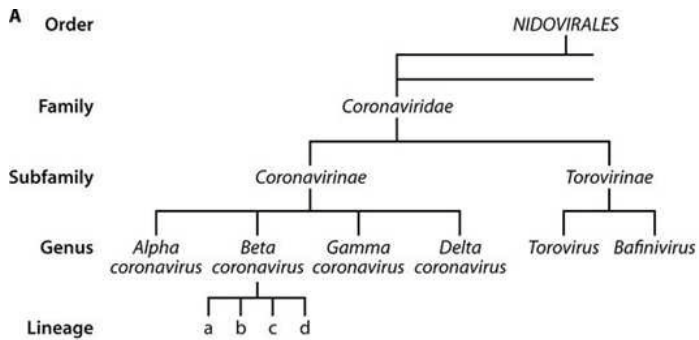 A
Order NIDOVIRALES
Family Coronaviridae
Subfamily Coronavirinae Torovirinae
Genus Alpha coronavirus Beta coronavirus Gamma coronavirus Delta coronavirus Torovirus Bafinivirus
Lineage a b c d